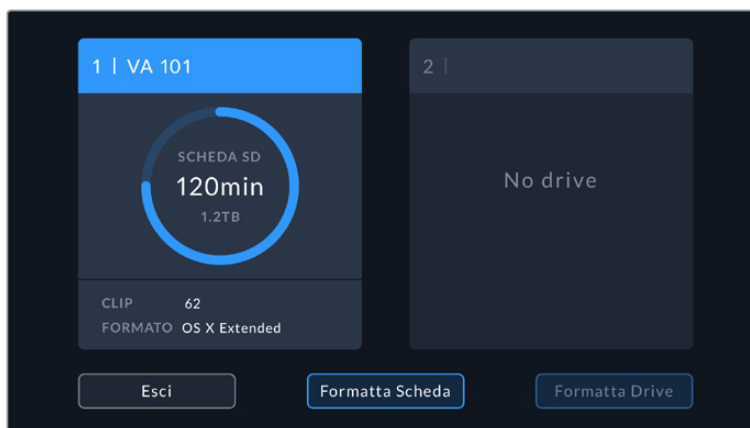 1 | VA 101
SCHEDA SD
120min
1.2TB
CLIP 62
FORMATO OS X Extended
2 |
No drive
Esci
Formatta Scheda
Formatta Drive